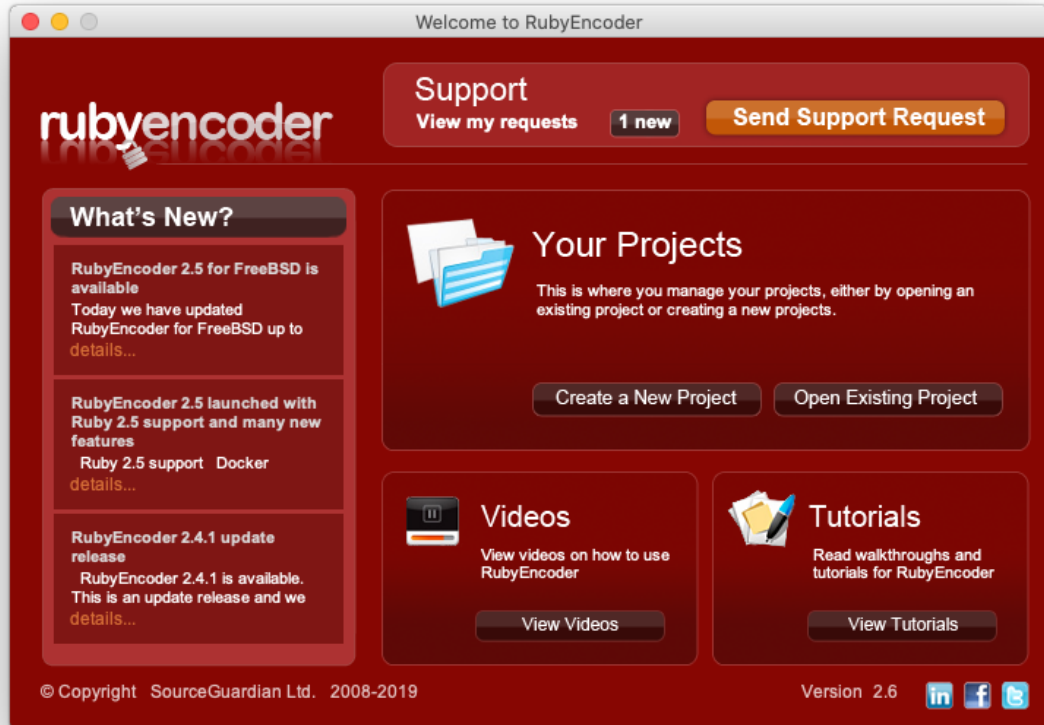 Welcome to RubyEncoder
rubyencoder
Support
View my requests
1 new
Send Support Request
What's New?
RubyEncoder 2.5 for FreeBSD is
available
Today we have updated
RubyEncoder for FreeBSD up to
details...
RubyEncoder 2.5 launched with
Ruby 2.5 support and many new
features
Ruby 2.5 support Docker
details...
RubyEncoder 2.4.1 update
release
RubyEncoder 2.4.1 is available.
This is an update release and we
details...
Your Projects
This is where you manage your projects, either by opening an
existing project or creating a new projects.
Create a New Project
Open Existing Project
Videos
View videos on how to use
RubyEncoder
View Videos
Tutorials
Read walkthroughs and
tutorials for RubyEncoder
View Tutorials
© Copyright SourceGuardian Ltd. 2008-2019
Version 2.6
in
f